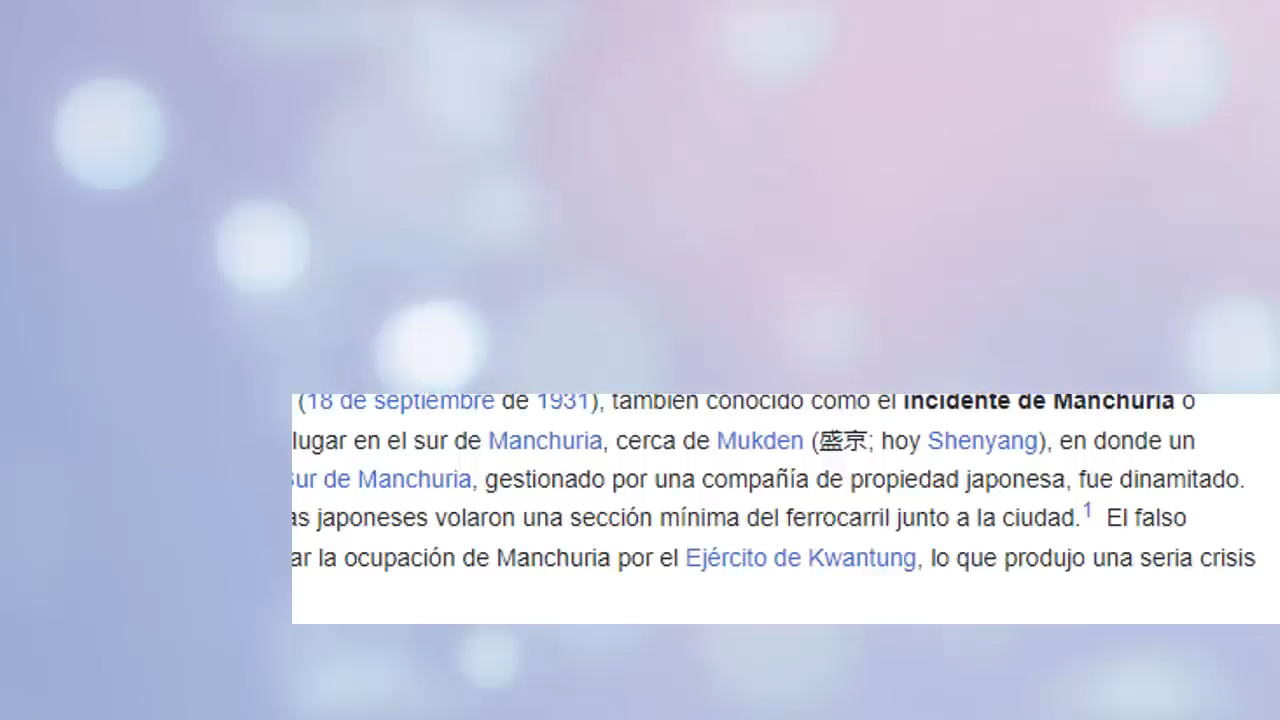 (18 de septiembre de 1931), también conocido como el incidente de Manchuria o
lugar en el sur de Manchuria, cerca de Mukden (盛京; hoy Shenyang), en donde un
Sur de Manchuria, gestionado por una compañía de propiedad japonesa, fue dinamitado.
as japoneses volaron una sección mínima del ferrocarril junto a la ciudad.1 El falso
ar la ocupación de Manchuria por el Ejército de Kwantung, lo que produjo una seria crisis